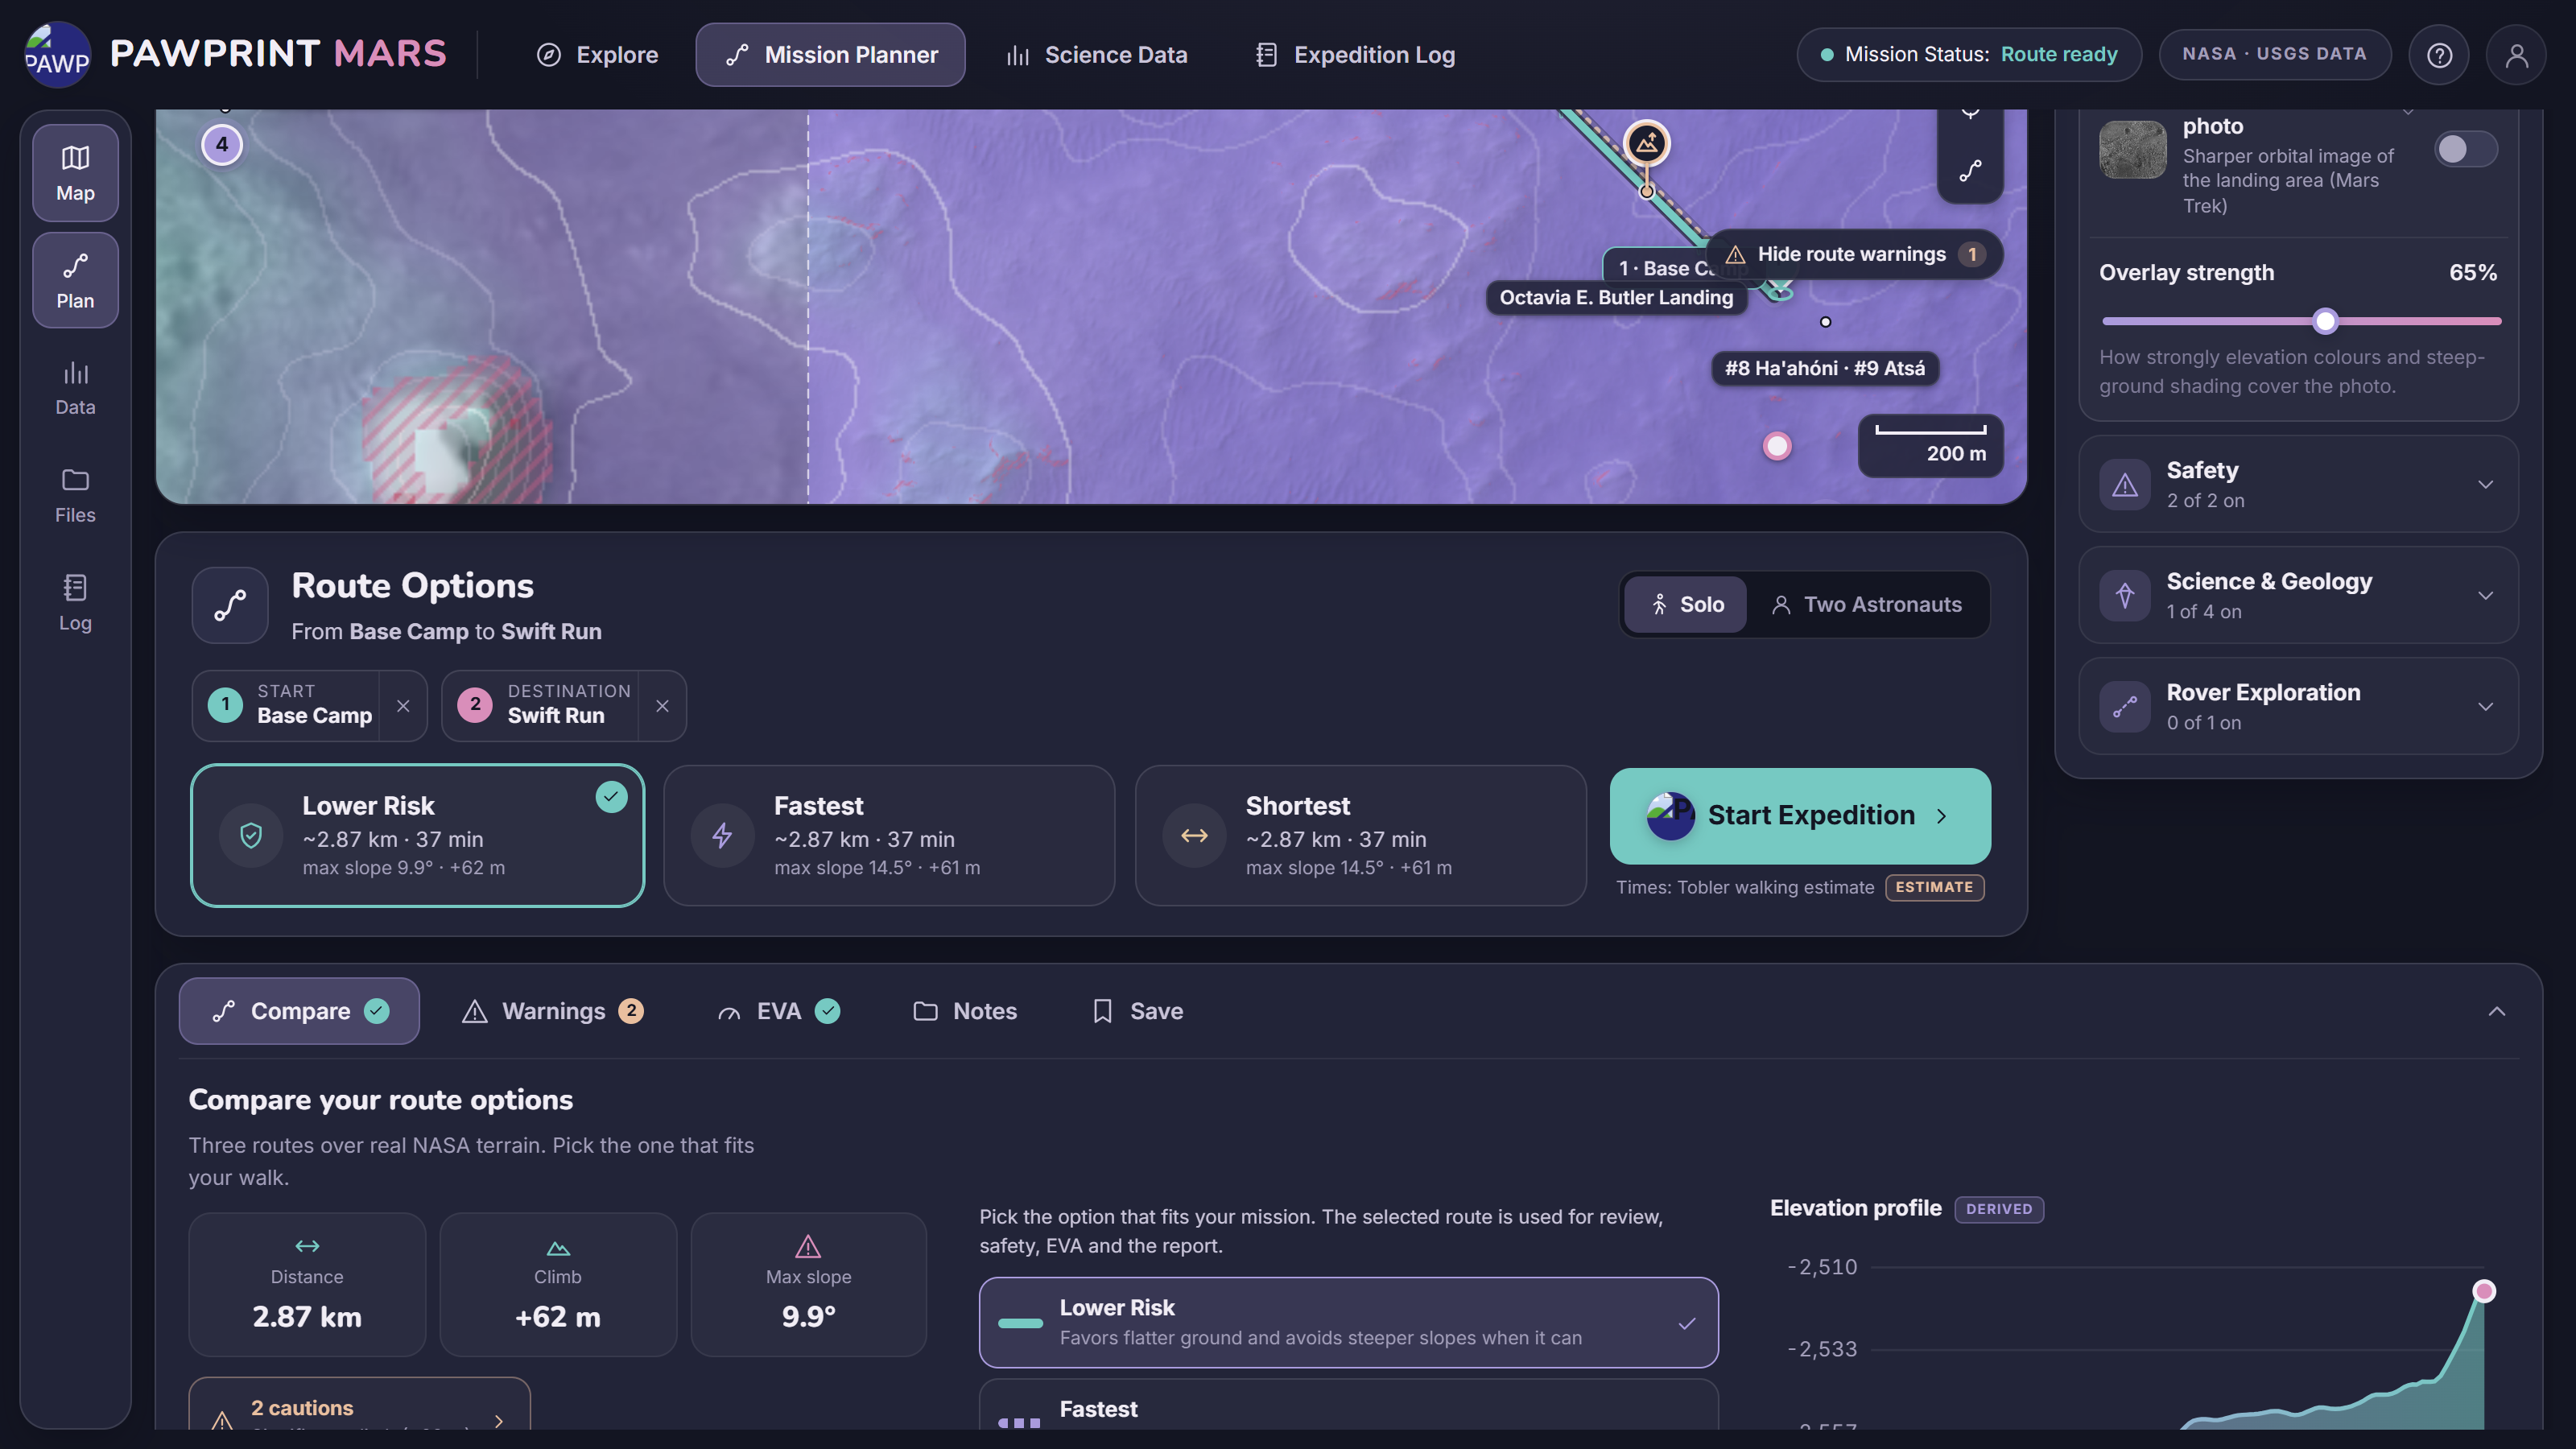 PAWP
PAWPRINT MARS
Explore
Mission Planner
Science Data
Expedition Log
Mission Status: Route ready
NASA · USGS DATA
Map
Plan
Data
Files
Log
4
1 · Base Camp
Hide route warnings 1
Octavia E. Butler Landing
#8 Ha'ahóni · #9 Atsá
200 m
photo
Sharper orbital image of
the landing area (Mars
Trek)
Overlay strength 65%
How strongly elevation colours and steep-
ground shading cover the photo.
Safety
2 of 2 on
Science & Geology
1 of 4 on
Rover Exploration
0 of 1 on
Route Options
From Base Camp to Swift Run
Solo
Two Astronauts
1
START
Base Camp
2
DESTINATION
Swift Run
Lower Risk
~2.87 km · 37 min
max slope 9.9° · +62 m
Fastest
~2.87 km · 37 min
max slope 14.5° · +61 m
Shortest
~2.87 km · 37 min
max slope 14.5° · +61 m
Start Expedition
Times: Tobler walking estimate ESTIMATE
Compare
Warnings 2
EVA
Notes
Save
Compare your route options
Three routes over real NASA terrain. Pick the one that fits
your walk.
Distance
2.87 km
Climb
+62 m
Max slope
9.9°
2 cautions
Pick the option that fits your mission. The selected route is used for review,
safety, EVA and the report.
Lower Risk
Favors flatter ground and avoids steeper slopes when it can
Fastest
Elevation profile DERIVED
-2,510
-2,533
-2,557